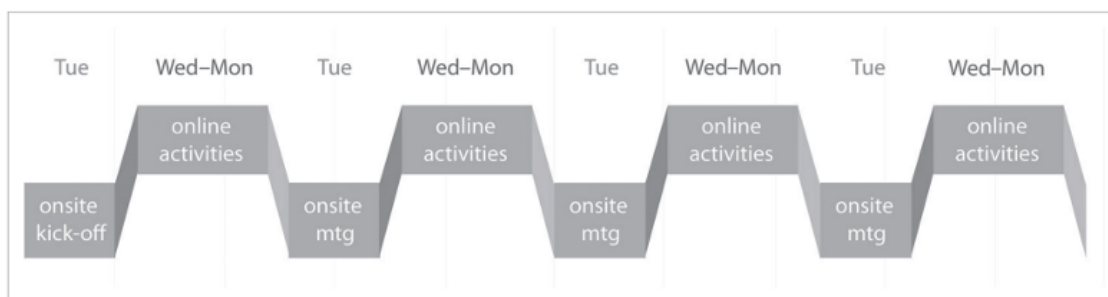 Tue Wed–Mon Tue Wed–Mon Tue Wed–Mon Tue Wed–Mon
online
activities
online
activities
online
activities
online
activities
onsite
kick-off
onsite
mtg
onsite
mtg
onsite
mtg